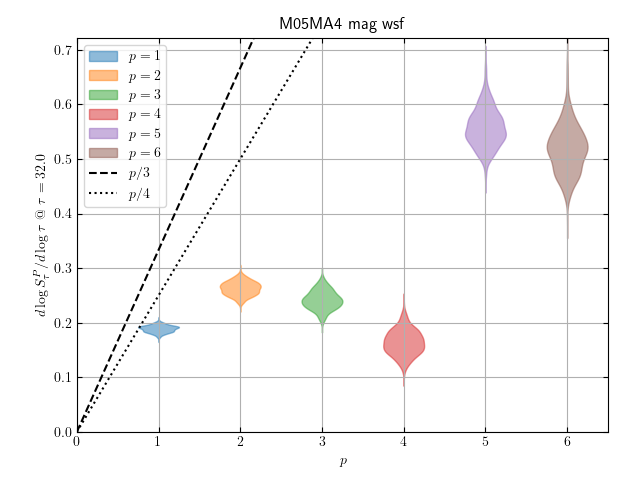 M05MA4 mag wsf
0.7
0.6
0.5
0.4
0.3
0.2
0.1
0.0
d log S_τ^P / d log τ @ τ = 32.0
p = 1
p = 2
p = 3
p = 4
p = 5
p = 6
p/3
p/4
0 1 2 3 4 5 6
p